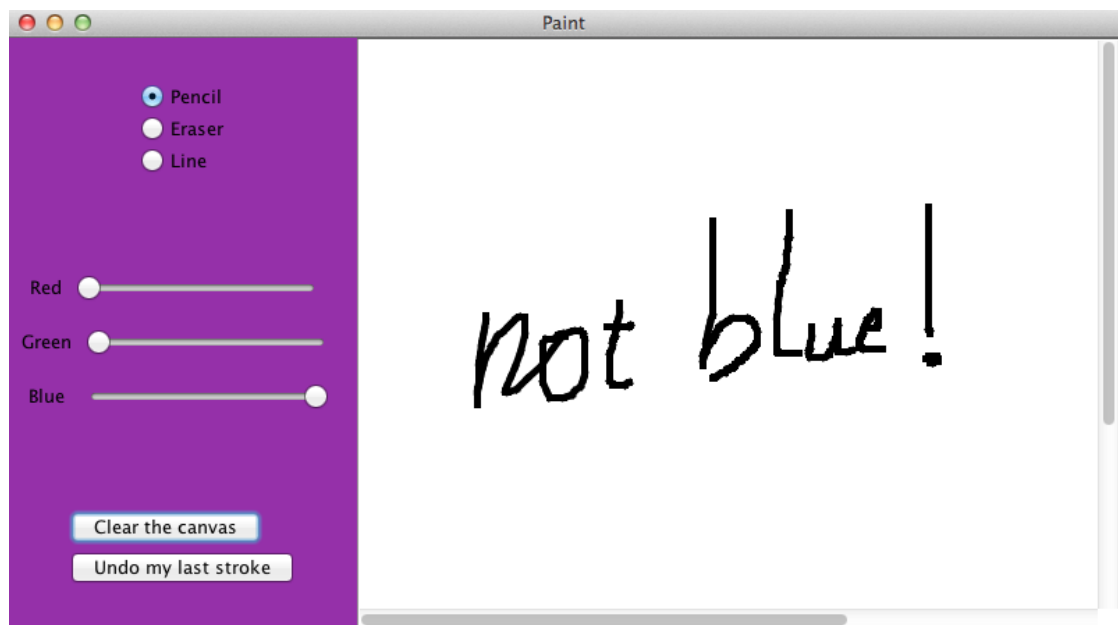 Paint
Pencil
Eraser
Line
Red
Green
Blue
Clear the canvas
Undo my last stroke
not blue!